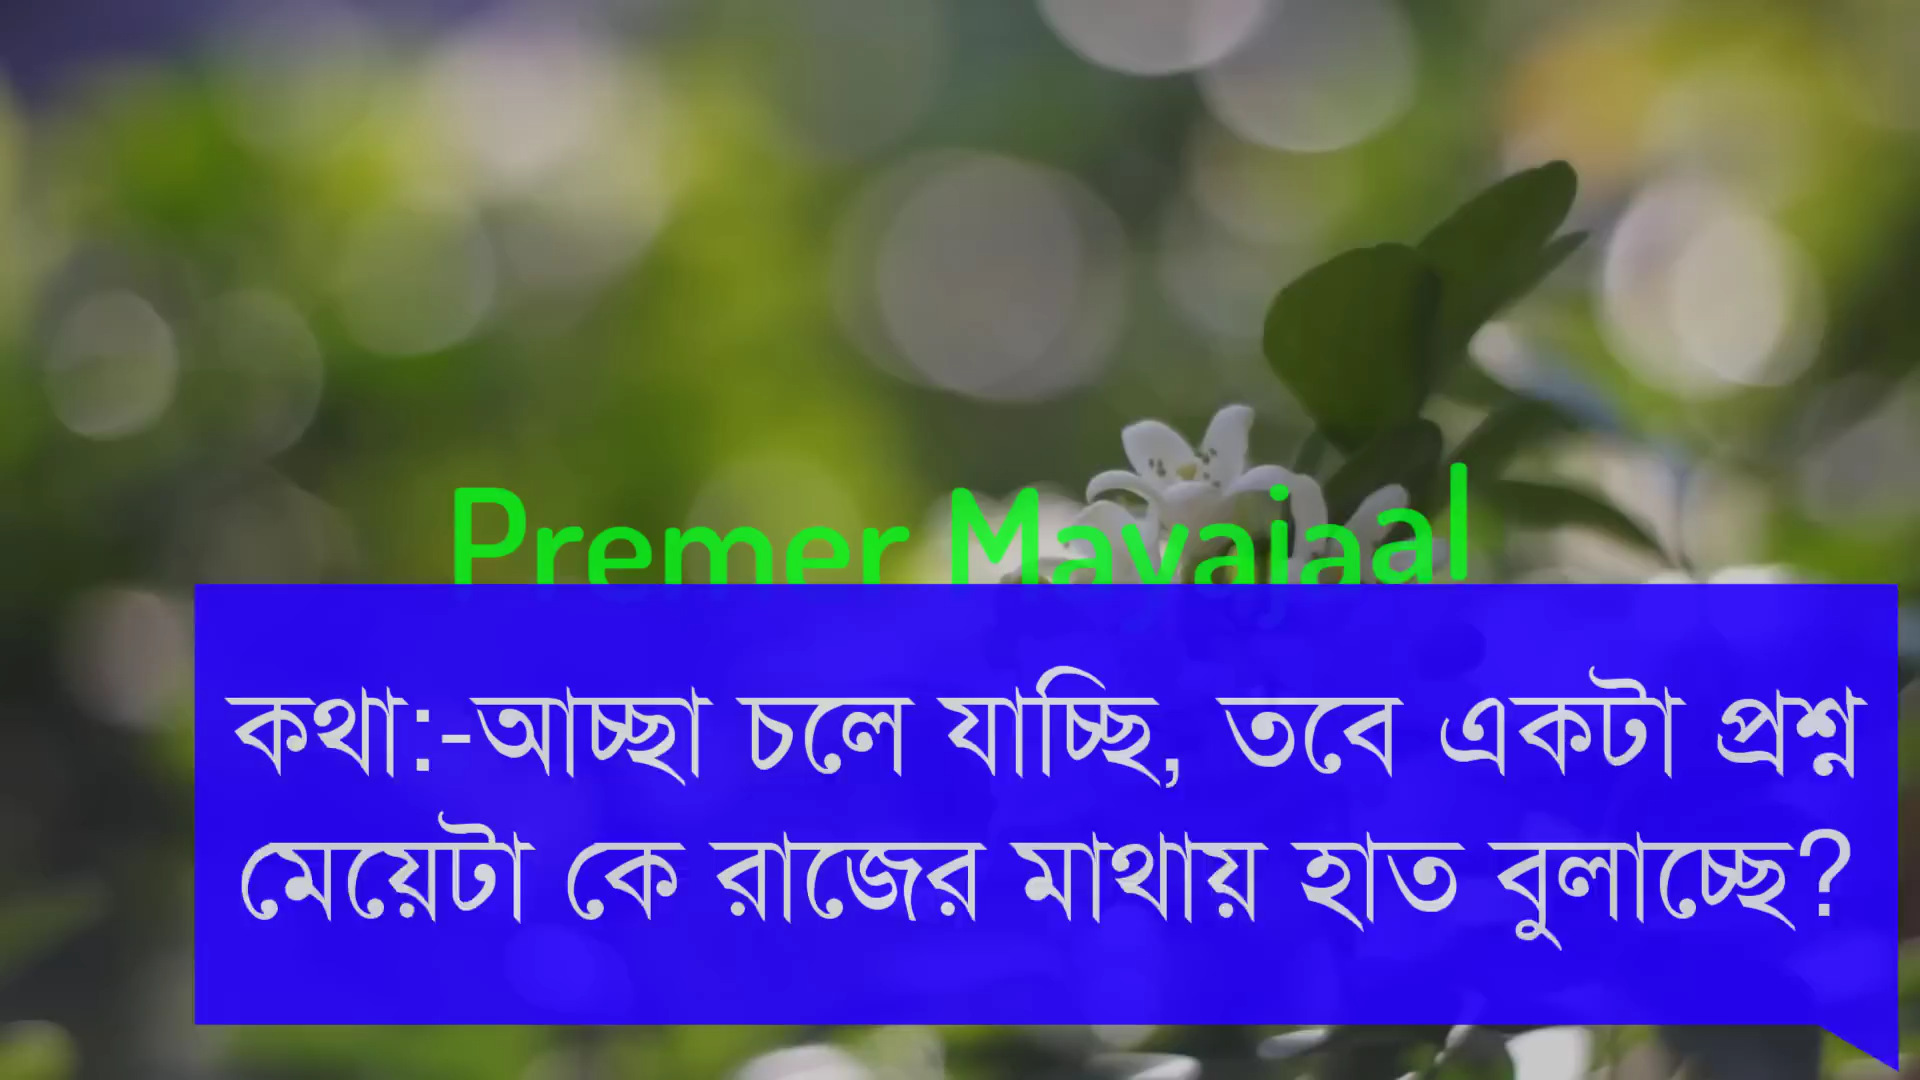 Premer Mayajaal
কথা:-আচ্ছা চলে যাচ্ছি, তবে একটা প্রশ্ন
মেয়েটা কে রাজের মাথায় হাত বুলাচ্ছে?